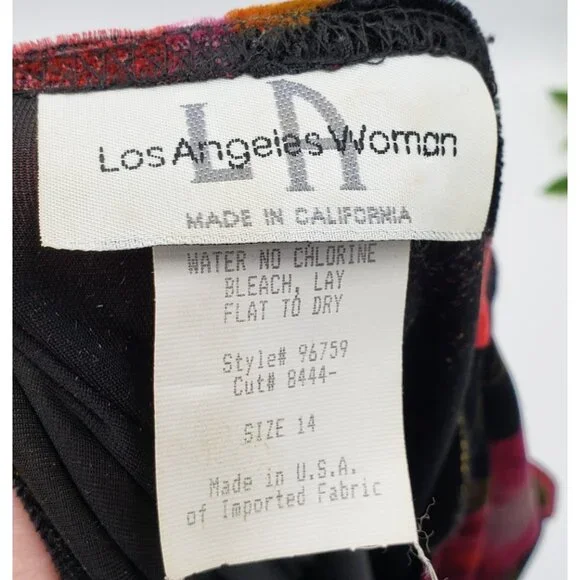 LA
Los Angeles Woman
MADE IN CALIFORNIA
WATER NO CHLORINE
BLEACH, LAY
FLAT TO DRY
Style# 96759
Cut# 8444-
SIZE 14
Made in U.S.A.
of Imported Fabric